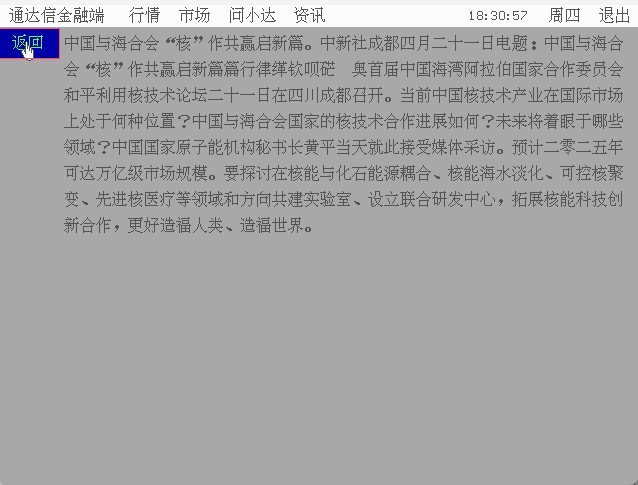 通达信金融端 行情 市场 问小达 资讯 18:30:57 周四 退出
返回
中国与海合会“核”作共赢启新篇。中新社成都四月二十一日电题：中国与海合
会“核”作共赢启新篇篇行律缂钦呗 奥首届中国海湾阿拉伯国家合作委员会
和平利用核技术论坛二十一日在四川成都召开。当前中国核技术产业在国际市场
上处于何种位置？中国与海合会国家的核技术合作进展如何？未来将着眼于哪些
领域？中国国家原子能机构秘书长黄平当天就此接受媒体采访。预计二零二五年
可达万亿级市场规模。要探讨在核能与化石能源耦合、核能海水淡化、可控核聚
变、先进核医疗等领域和方向共建实验室、设立联合研发中心，拓展核能科技创
新合作，更好造福人类、造福世界。